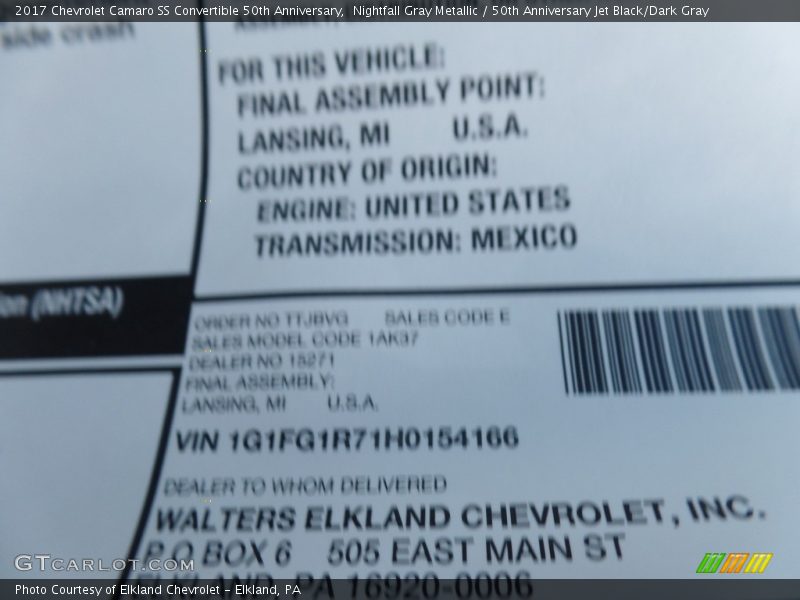 2017 Chevrolet Camaro SS Convertible 50th Anniversary, Nightfall Gray Metallic / 50th Anniversary Jet Black/Dark Gray
side crash
FOR THIS VEHICLE:
FINAL ASSEMBLY POINT:
LANSING, MI U.S.A.
COUNTRY OF ORIGIN:
ENGINE: UNITED STATES
TRANSMISSION: MEXICO
(NHTSA)
ORDER NO TTJBVG SALES CODE E
SALES MODEL CODE 1AK37
DEALER NO 15271
FINAL ASSEMBLY:
LANSING, MI U.S.A.
VIN 1G1FG1R71H0154166
DEALER TO WHOM DELIVERED
WALTERS ELKLAND CHEVROLET, INC.
P O BOX 6 505 EAST MAIN ST
ELKLAND, PA 16920-0006
GTCARLOT.COM
Photo Courtesy of Elkland Chevrolet – Elkland, PA